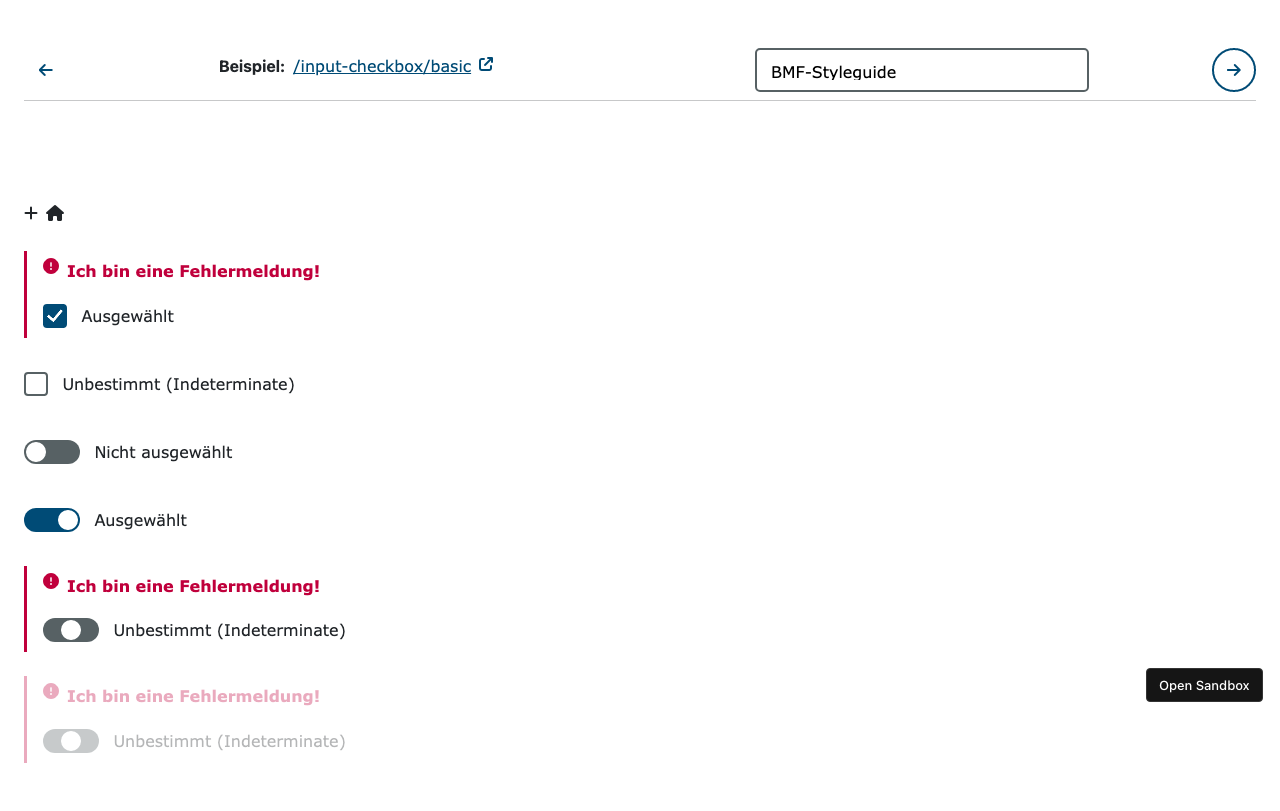 Beispiel: /input-checkbox/basic
BMF-Styleguide
Ich bin eine Fehlermeldung!
Ausgewählt
Unbestimmt (Indeterminate)
Nicht ausgewählt
Ausgewählt
Ich bin eine Fehlermeldung!
Unbestimmt (Indeterminate)
Open Sandbox
Ich bin eine Fehlermeldung!
Unbestimmt (Indeterminate)